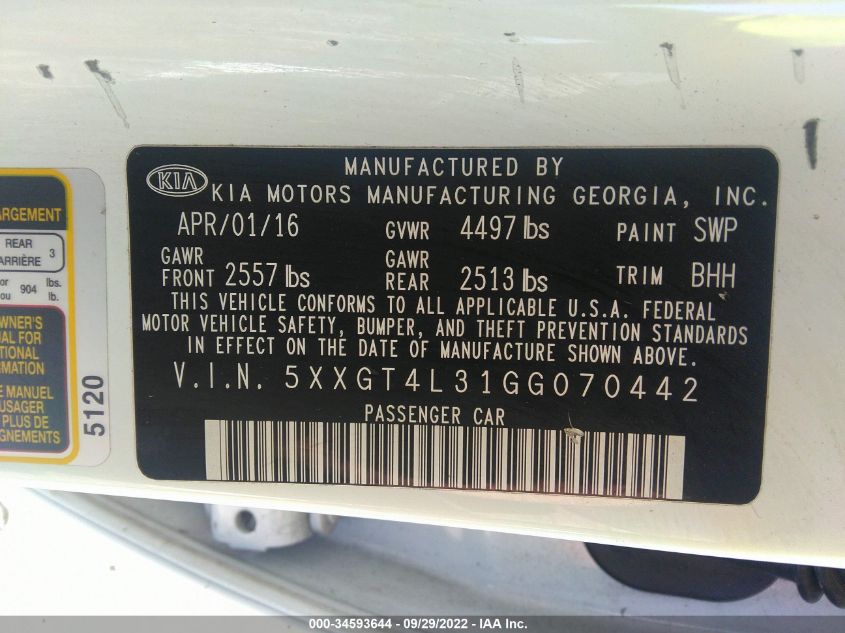 ARGEMENT
REAR
ARRIÈRE 3
or 904 lbs.
ou lb.
WNER'S
UAL FOR
TIONAL
RMATION
E MANUEL
USAGER
PLUS DE
GNEMENTS
5120
KIA
MANUFACTURED BY
KIA MOTORS MANUFACTURING GEORGIA, INC.
APR/01/16 GVWR 4497 lbs PAINT SWP
GAWR FRONT 2557 lbs GAWR REAR 2513 lbs TRIM BHH
THIS VEHICLE CONFORMS TO ALL APPLICABLE U.S.A. FEDERAL
MOTOR VEHICLE SAFETY, BUMPER, AND THEFT PREVENTION STANDARDS
IN EFFECT ON THE DATE OF MANUFACTURE SHOWN ABOVE.
V.I.N. 5XXGT4L31GG070442
PASSENGER CAR
000-34593644 - 09/29/2022 - IAA Inc.